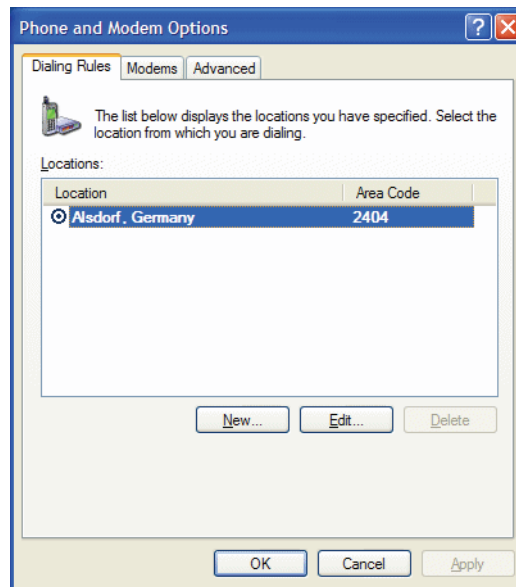 Phone and Modem Options
Dialing Rules Modems Advanced
The list below displays the locations you have specified. Select the
location from which you are dialing.
Locations:
Location Area Code
Alsdorf, Germany 2404
New... Edit... Delete
OK Cancel Apply